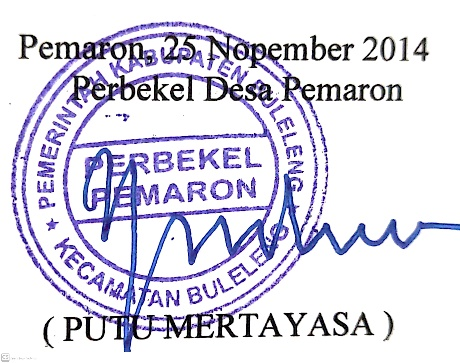 Pemaron, 25 Nopember 2014
Perbekel Desa Pemaron
PEMERINTAH KABUPATEN BULELENG
PERBEKEL
PEMARON
★ KECAMATAN BULELENG ★
( PUTU MERTAYASA )